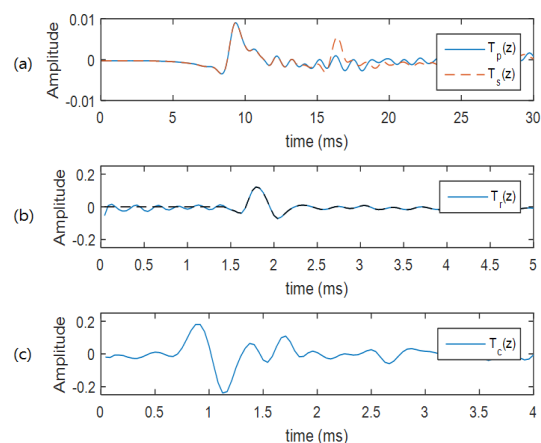 (a)
Amplitude
0.01
0
-0.01
T_p(z)
T_s(z)
0 5 10 15 20 25 30
time (ms)
(b)
Amplitude
0.2
0
-0.2
T_r(z)
0 0.5 1 1.5 2 2.5 3 3.5 4 4.5 5
time (ms)
(c)
Amplitude
0.2
0
-0.2
T_c(z)
0 0.5 1 1.5 2 2.5 3 3.5 4
time (ms)